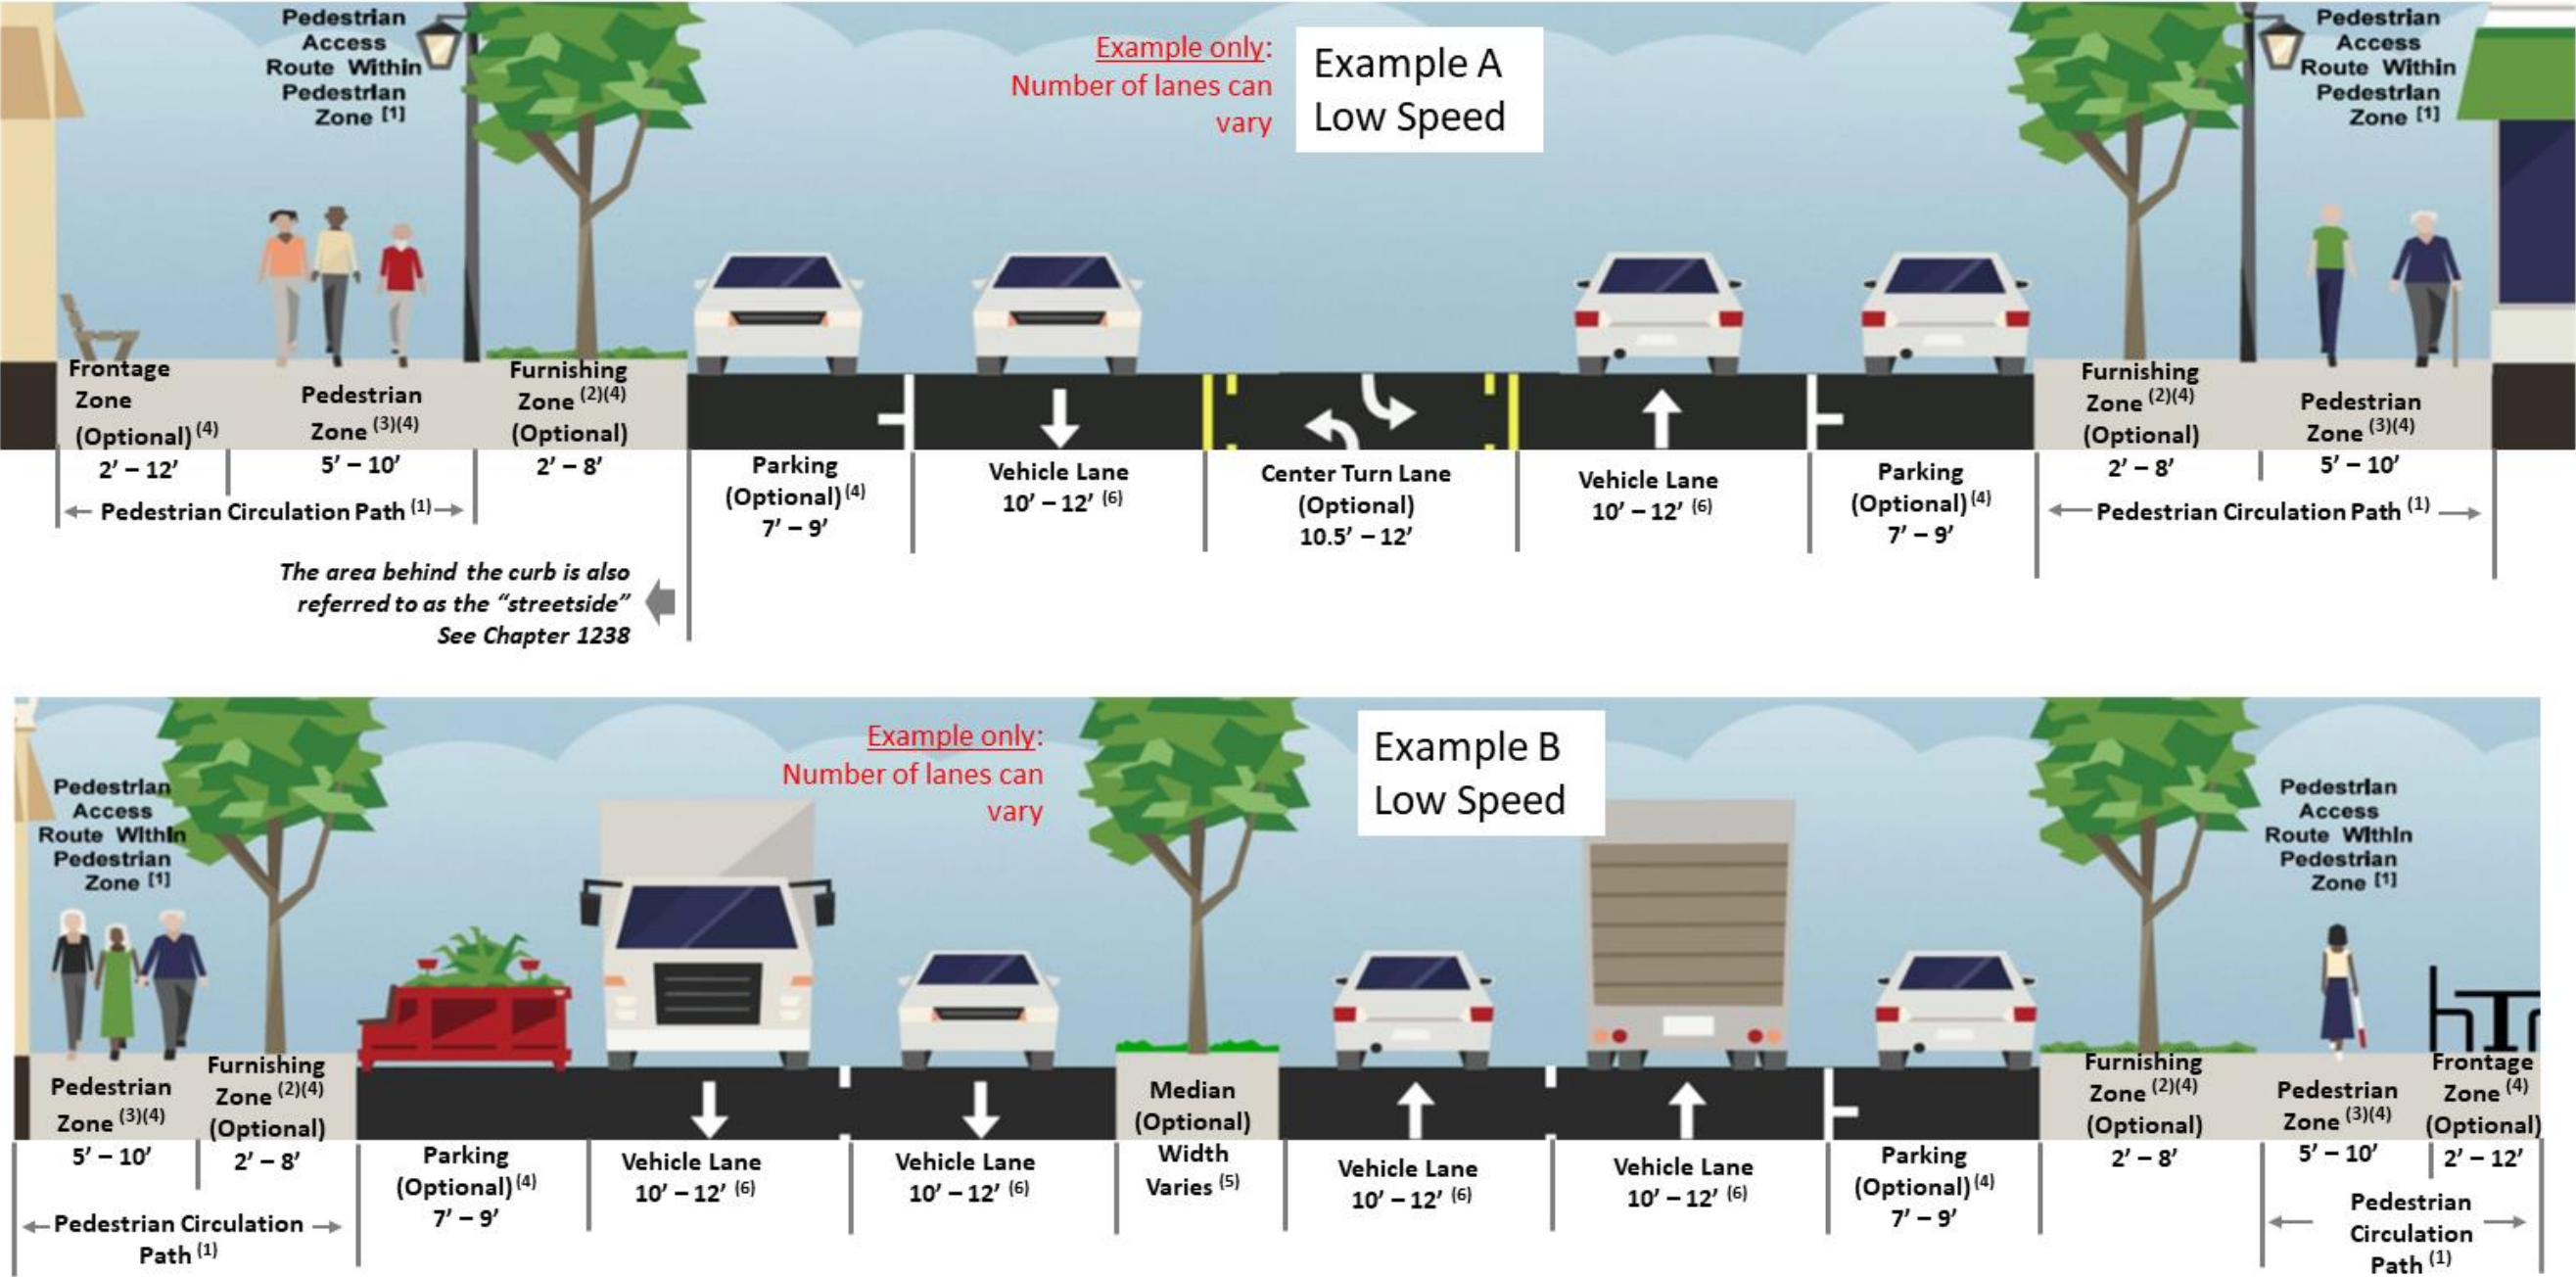 Pedestrian
Access
Route Within
Pedestrian
Zone [1]
Example only:
Number of lanes can
vary
Example A
Low Speed
Pedestrian
Access
Route Within
Pedestrian
Zone [1]
Frontage
Zone
(Optional) (4)
2’ – 12’
Pedestrian
Zone (3)(4)
5’ – 10’
Furnishing
Zone (2)(4)
(Optional)
2’ – 8’
Pedestrian Circulation Path (1)
Parking
(Optional) (4)
7’ – 9’
Vehicle Lane
10’ – 12’ (6)
Center Turn Lane
(Optional)
10.5’ – 12’
Vehicle Lane
10’ – 12’ (6)
Parking
(Optional) (4)
7’ – 9’
Furnishing
Zone (2)(4)
(Optional)
2’ – 8’
Pedestrian
Zone (3)(4)
5’ – 10’
Pedestrian Circulation Path (1)
The area behind the curb is also
referred to as the “streetside”
See Chapter 1238
Example only:
Number of lanes can
vary
Example B
Low Speed
Pedestrian
Access
Route Within
Pedestrian
Zone [1]
Pedestrian
Access
Route Within
Pedestrian
Zone [1]
Pedestrian
Zone (3)(4)
5’ – 10’
Furnishing
Zone (2)(4)
(Optional)
2’ – 8’
Pedestrian Circulation
Path (1)
Parking
(Optional) (4)
7’ – 9’
Vehicle Lane
10’ – 12’ (6)
Vehicle Lane
10’ – 12’ (6)
Median
(Optional)
Width
Varies (5)
Vehicle Lane
10’ – 12’ (6)
Vehicle Lane
10’ – 12’ (6)
Parking
(Optional) (4)
7’ – 9’
Furnishing
Zone (2)(4)
(Optional)
2’ – 8’
Pedestrian
Zone (3)(4)
5’ – 10’
Frontage
Zone (4)
(Optional)
2’ – 12’
Pedestrian
Circulation
Path (1)